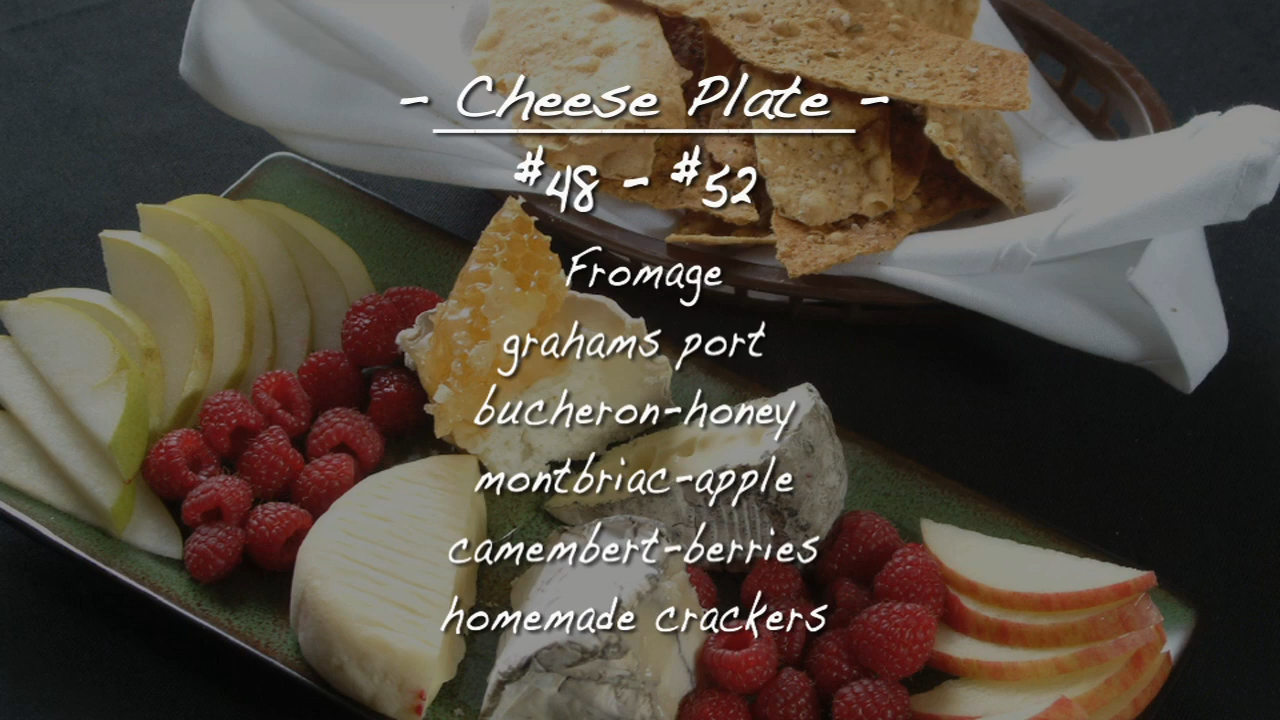 - Cheese Plate -
#48 - #52
Fromage
grahams port
bucheron-honey
montbriac-apple
camembert-berries
homemade crackers